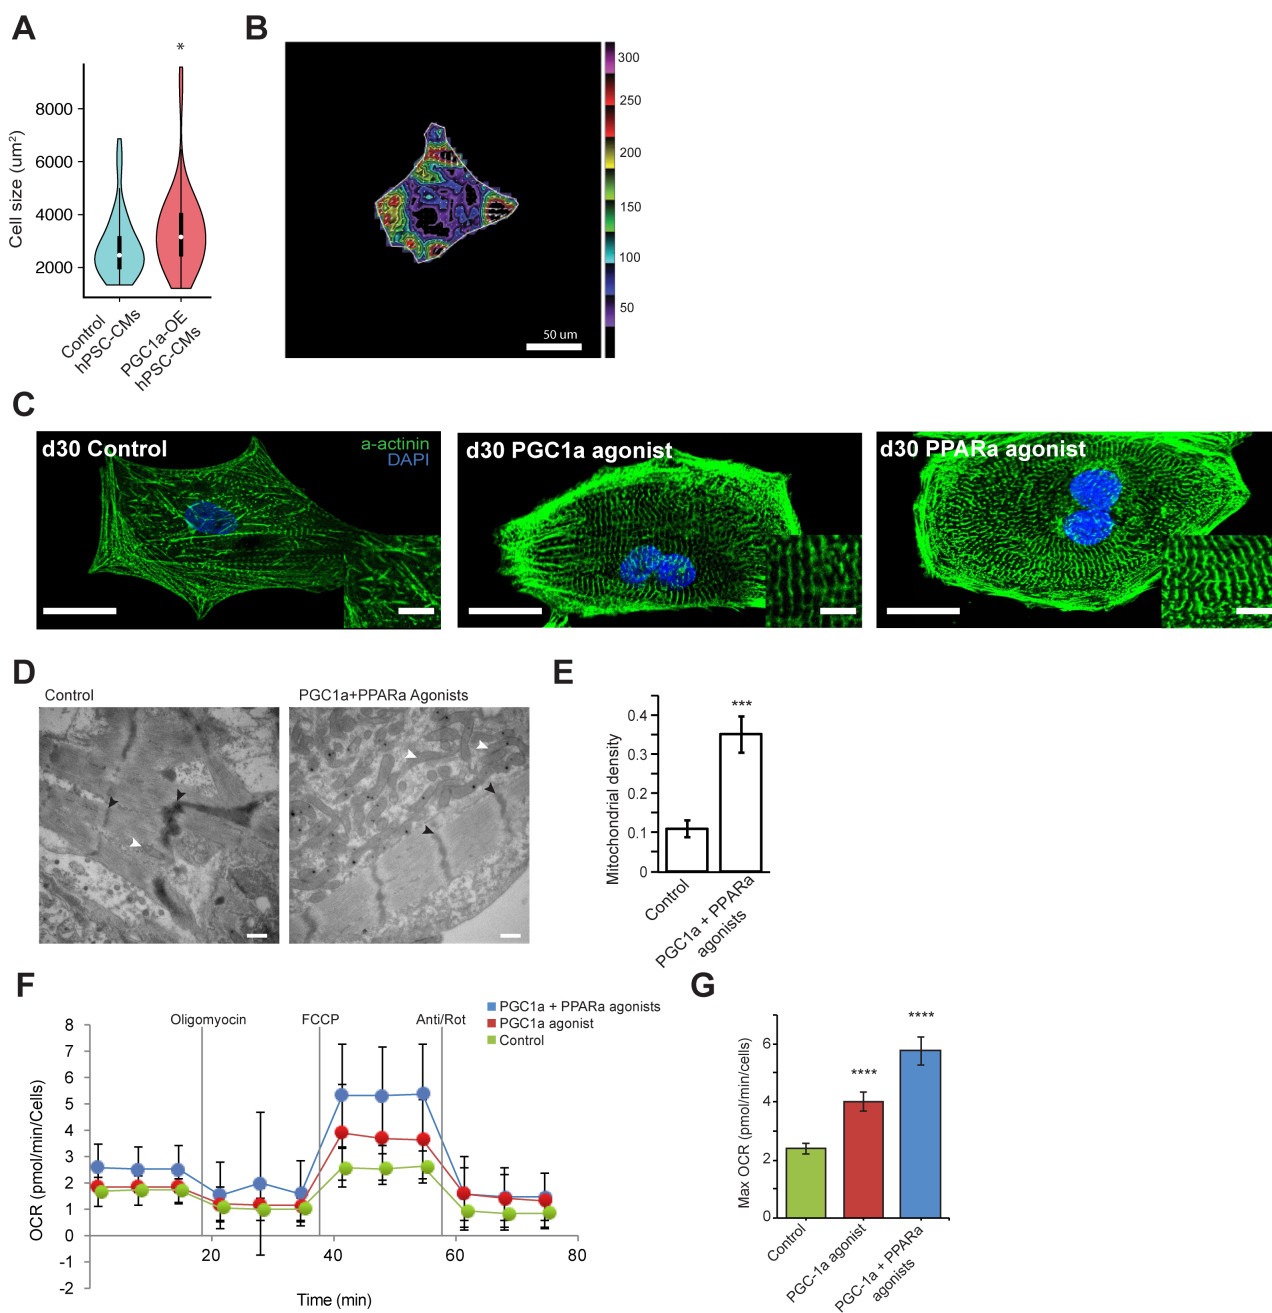 A
*
Cell size (um²)
8000
6000
4000
2000
Control
hPSC-CMs
PGC1a-OE
hPSC-CMs
B
300
250
200
150
100
50
50 um
C
d30 Control
a-actinin
DAPI
d30 PGC1a agonist
d30 PPARa agonist
D
Control
PGC1a+PPARa Agonists
E
***
Mitochondrial density
0.4
0.3
0.2
0.1
0
Control
PGC1a + PPARa
agonists
F
PGC1a + PPARa agonists
PGC1a agonist
Control
Oligomyocin
FCCP
Anti/Rot
OCR (pmol/min/Cells)
8
7
6
5
4
3
2
1
0
-1
-2
20
40
60
80
Time (min)
G
****
****
Max OCR (pmol/min/cells)
6
4
2
0
Control
PGC-1a agonist
PGC-1a + PPARa
agonists